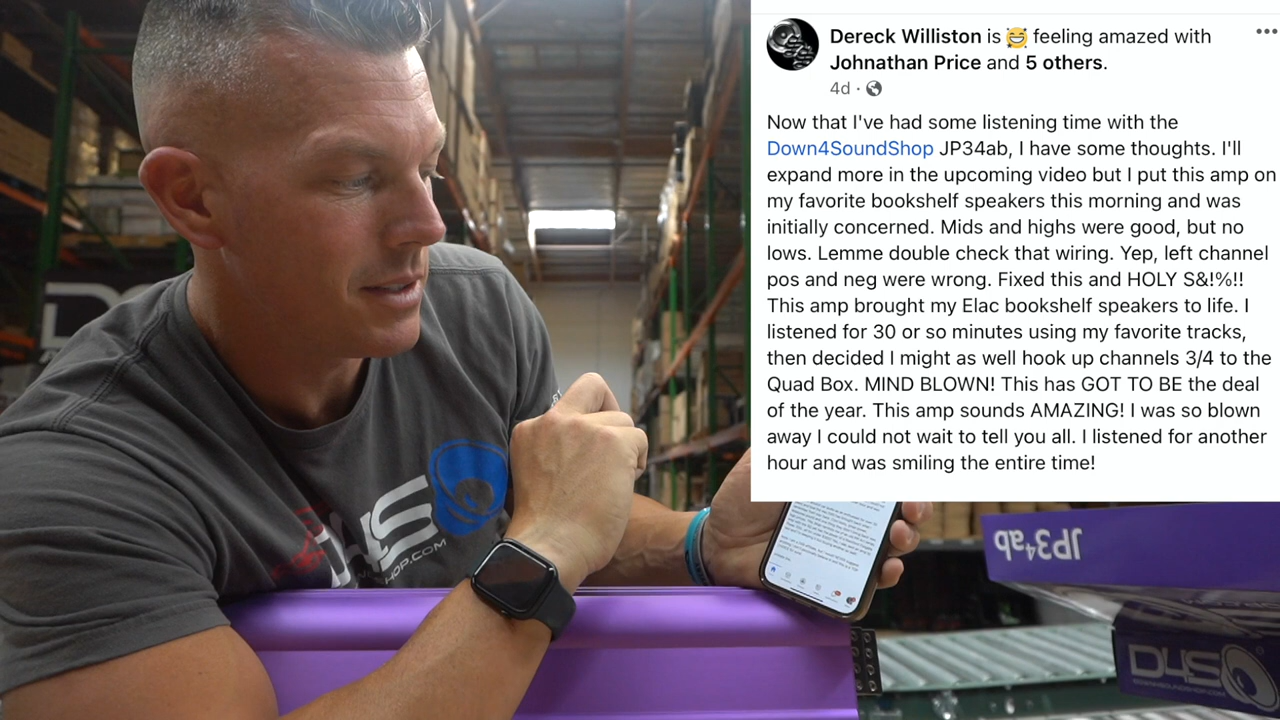 Dereck Williston is 😅 feeling amazed with
Johnathan Price and 5 others.
4d ·
Now that I've had some listening time with the
Down4SoundShop JP34ab, I have some thoughts. I'll
expand more in the upcoming video but I put this amp on
my favorite bookshelf speakers this morning and was
initially concerned. Mids and highs were good, but no
lows. Lemme double check that wiring. Yep, left channel
pos and neg were wrong. Fixed this and HOLY S&!%!!
This amp brought my Elac bookshelf speakers to life. I
listened for 30 or so minutes using my favorite tracks,
then decided I might as well hook up channels 3/4 to the
Quad Box. MIND BLOWN! This has GOT TO BE the deal
of the year. This amp sounds AMAZING! I was so blown
away I could not wait to tell you all. I listened for another
hour and was smiling the entire time!
D4S
JP34ab
D4S